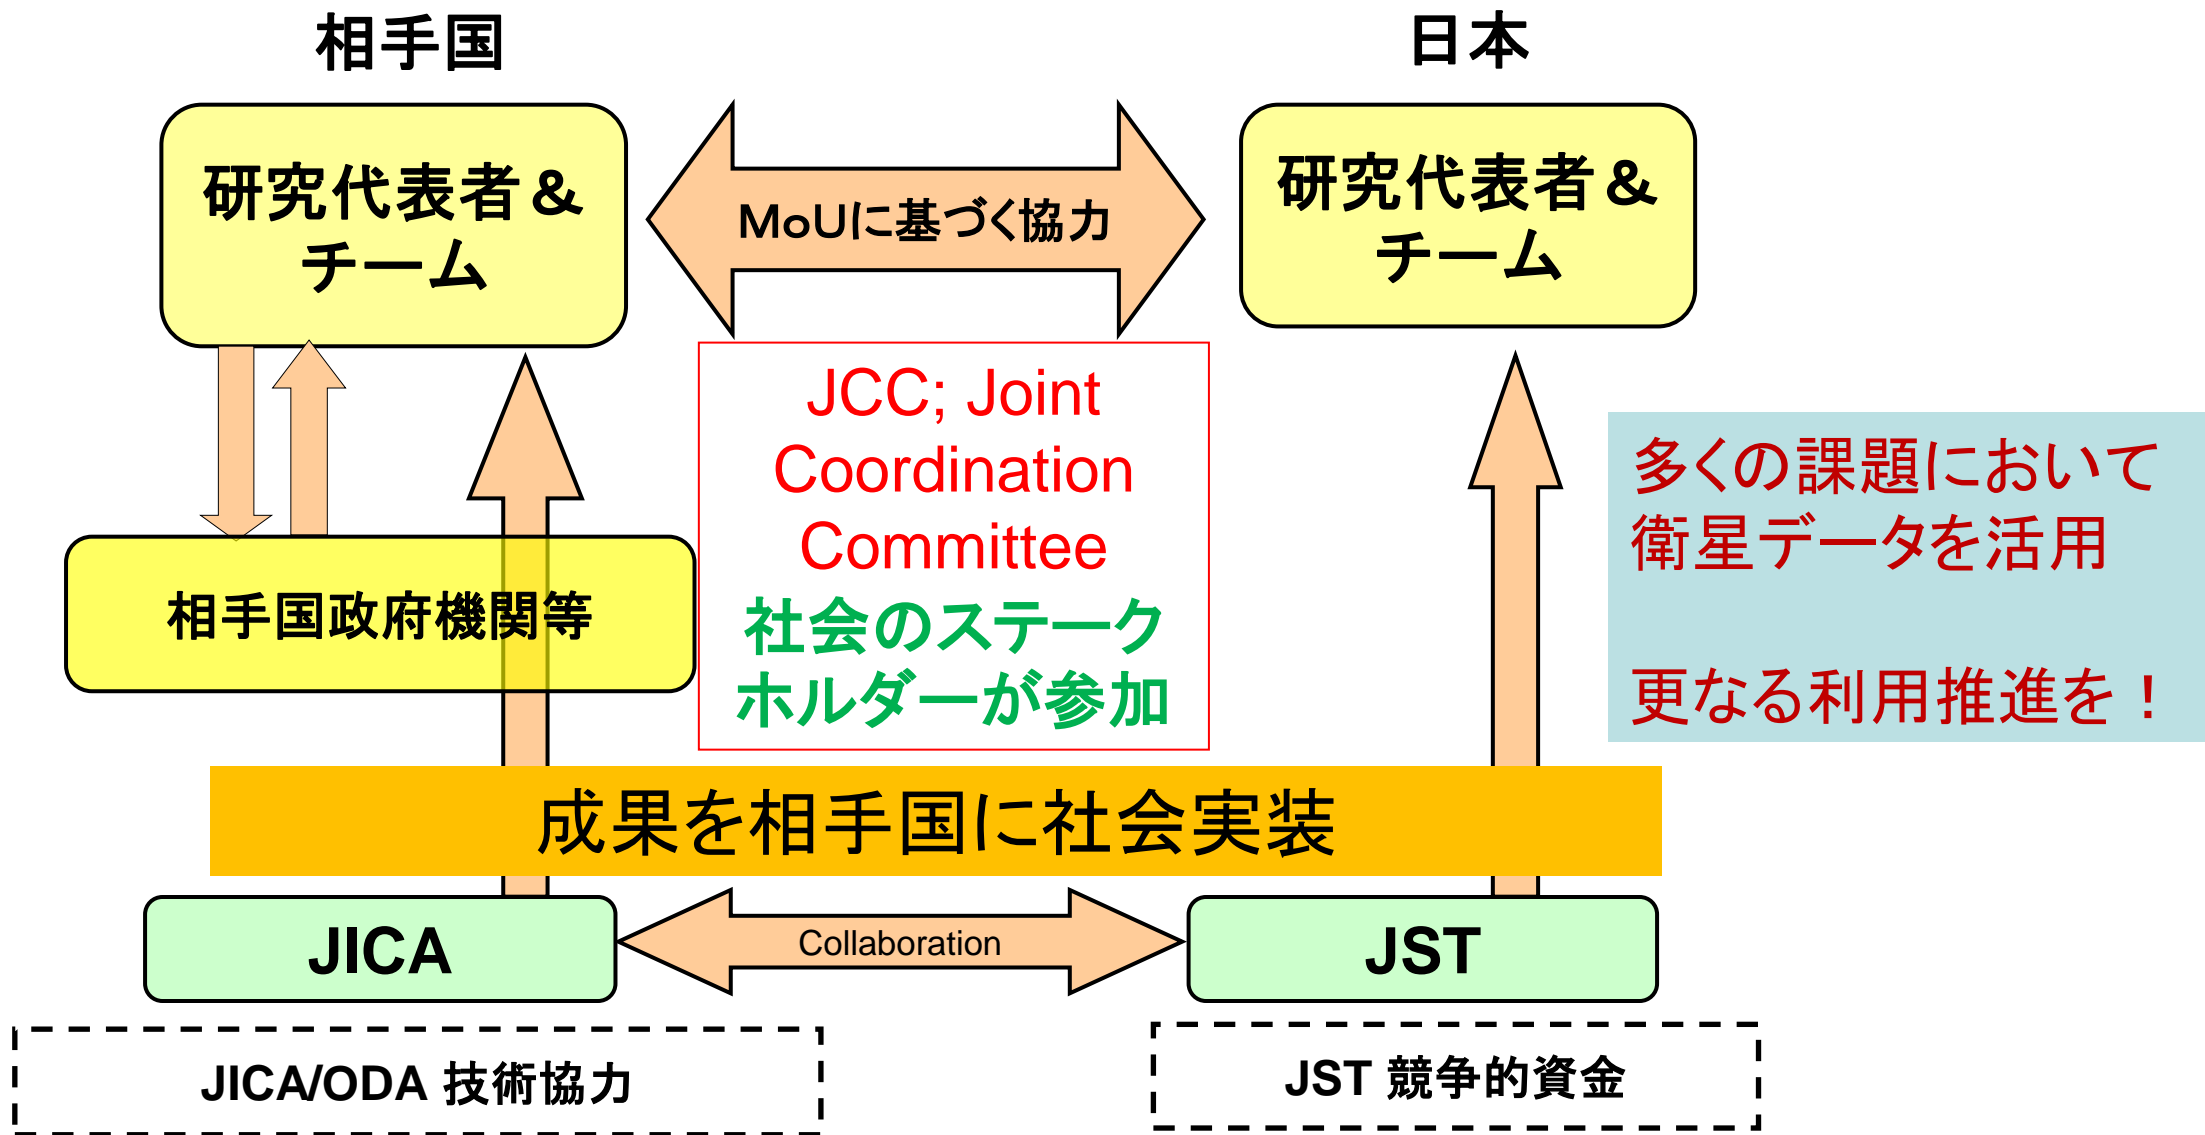 相手国
日本
研究代表者＆
チーム
MoUに基づく協力
研究代表者＆
チーム
JCC; Joint
Coordination
Committee
社会のステーク
ホルダーが参加
多くの課題において
衛星データを活用
更なる利用推進を！
相手国政府機関等
成果を相手国に社会実装
JICA
Collaboration
JST
JICA/ODA 技術協力
JST 競争的資金